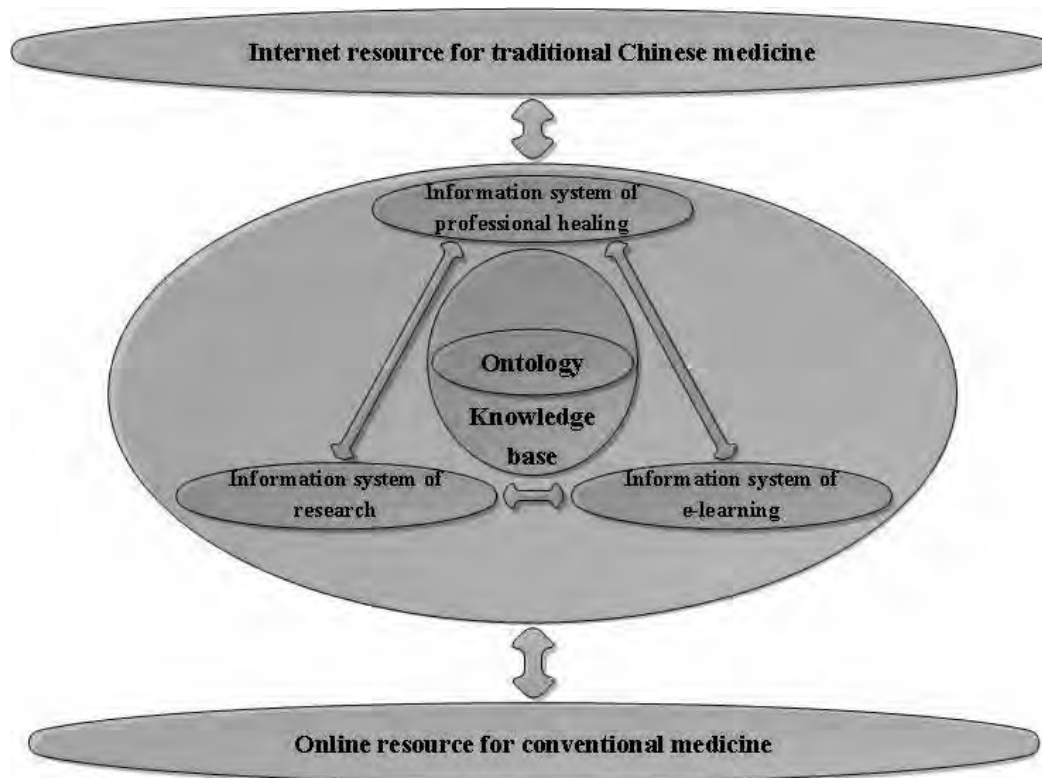 Internet resource for traditional Chinese medicine
Information system of
professional healing
Ontology
Knowledge
base
Information system of
research
Information system of
e-learning
Online resource for conventional medicine